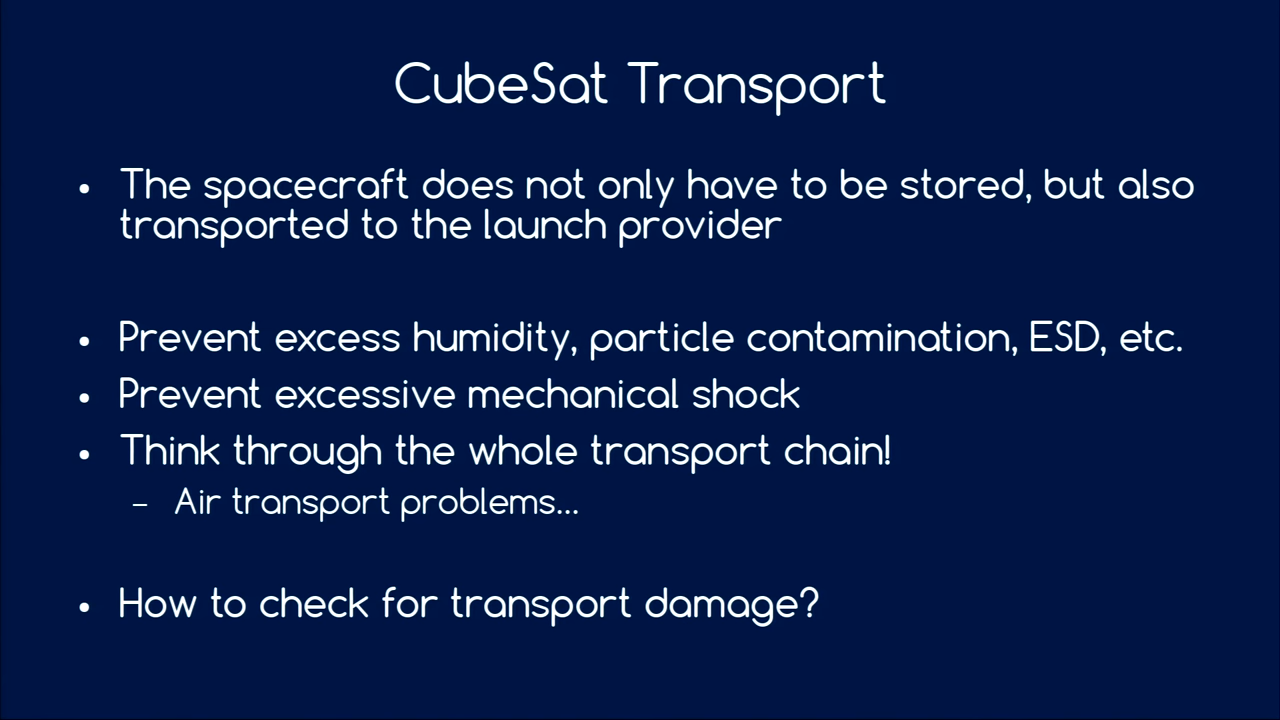 CubeSat Transport
• The spacecraft does not only have to be stored, but also
transported to the launch provider
• Prevent excess humidity, particle contamination, ESD, etc.
• Prevent excessive mechanical shock
• Think through the whole transport chain!
– Air transport problems...
• How to check for transport damage?